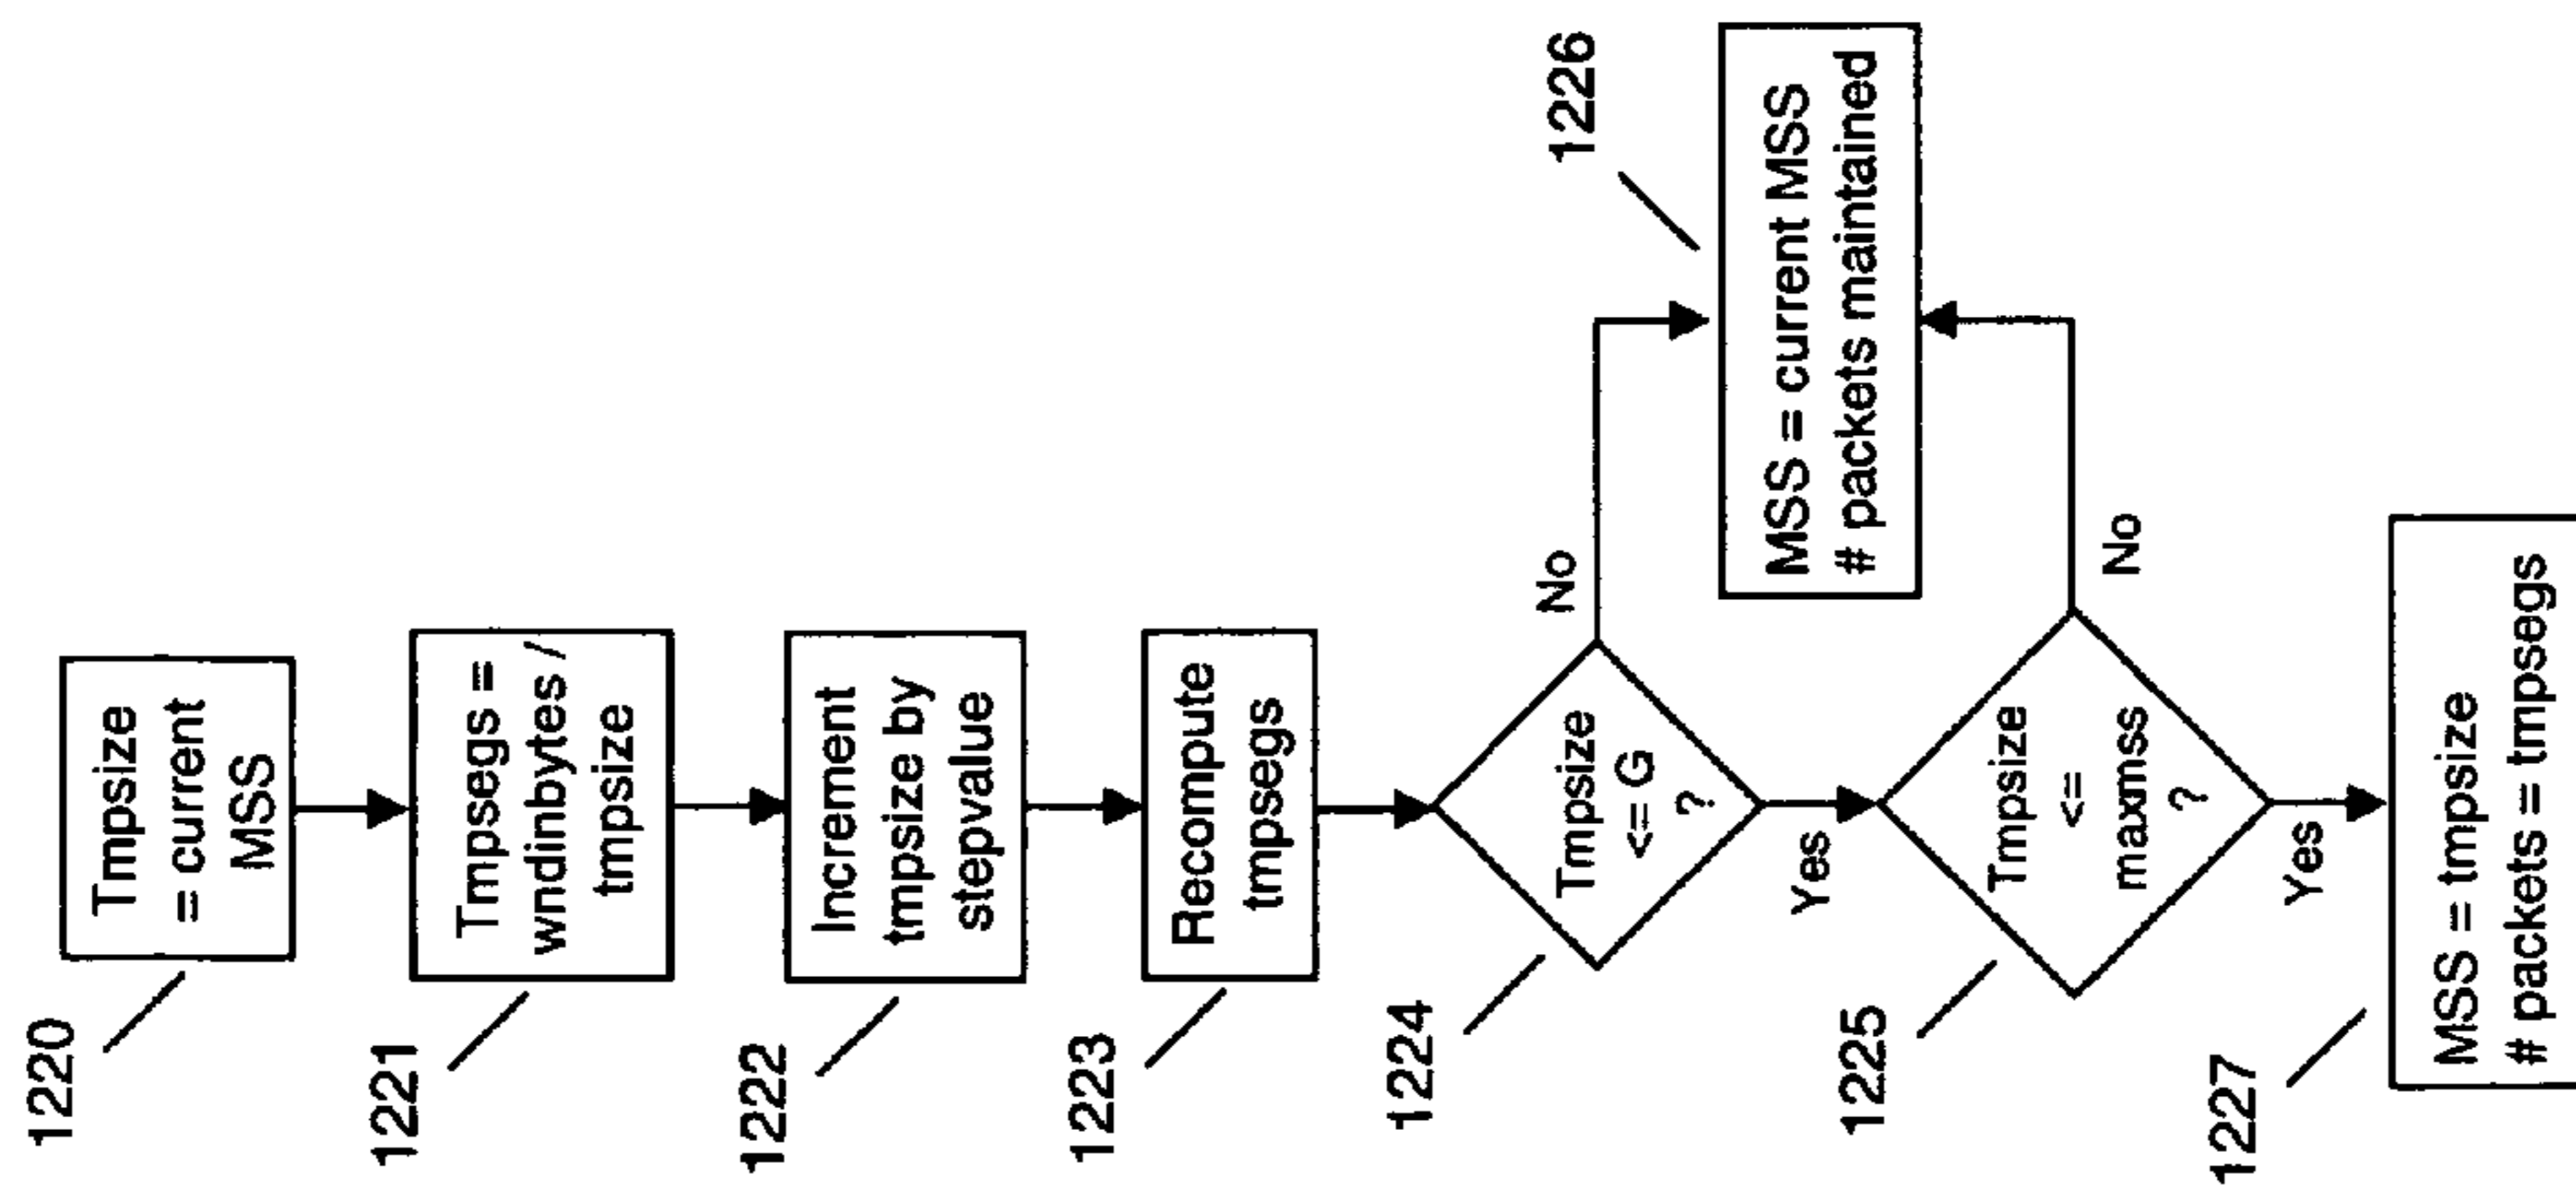 1220
Tmpsize
= current
MSS
1221
Tmpsegs =
wndinbytes /
tmpsize
1222
Increment
tmpsize by
stepvalue
1223
Recompute
tmpsegs
1224
Tmpsize
<= G
?
No
Yes
1226
MSS = current MSS
# packets maintained
1225
Tmpsize
<=
maxmss
?
No
Yes
1227
MSS = tmpsize
# packets = tmpsegs